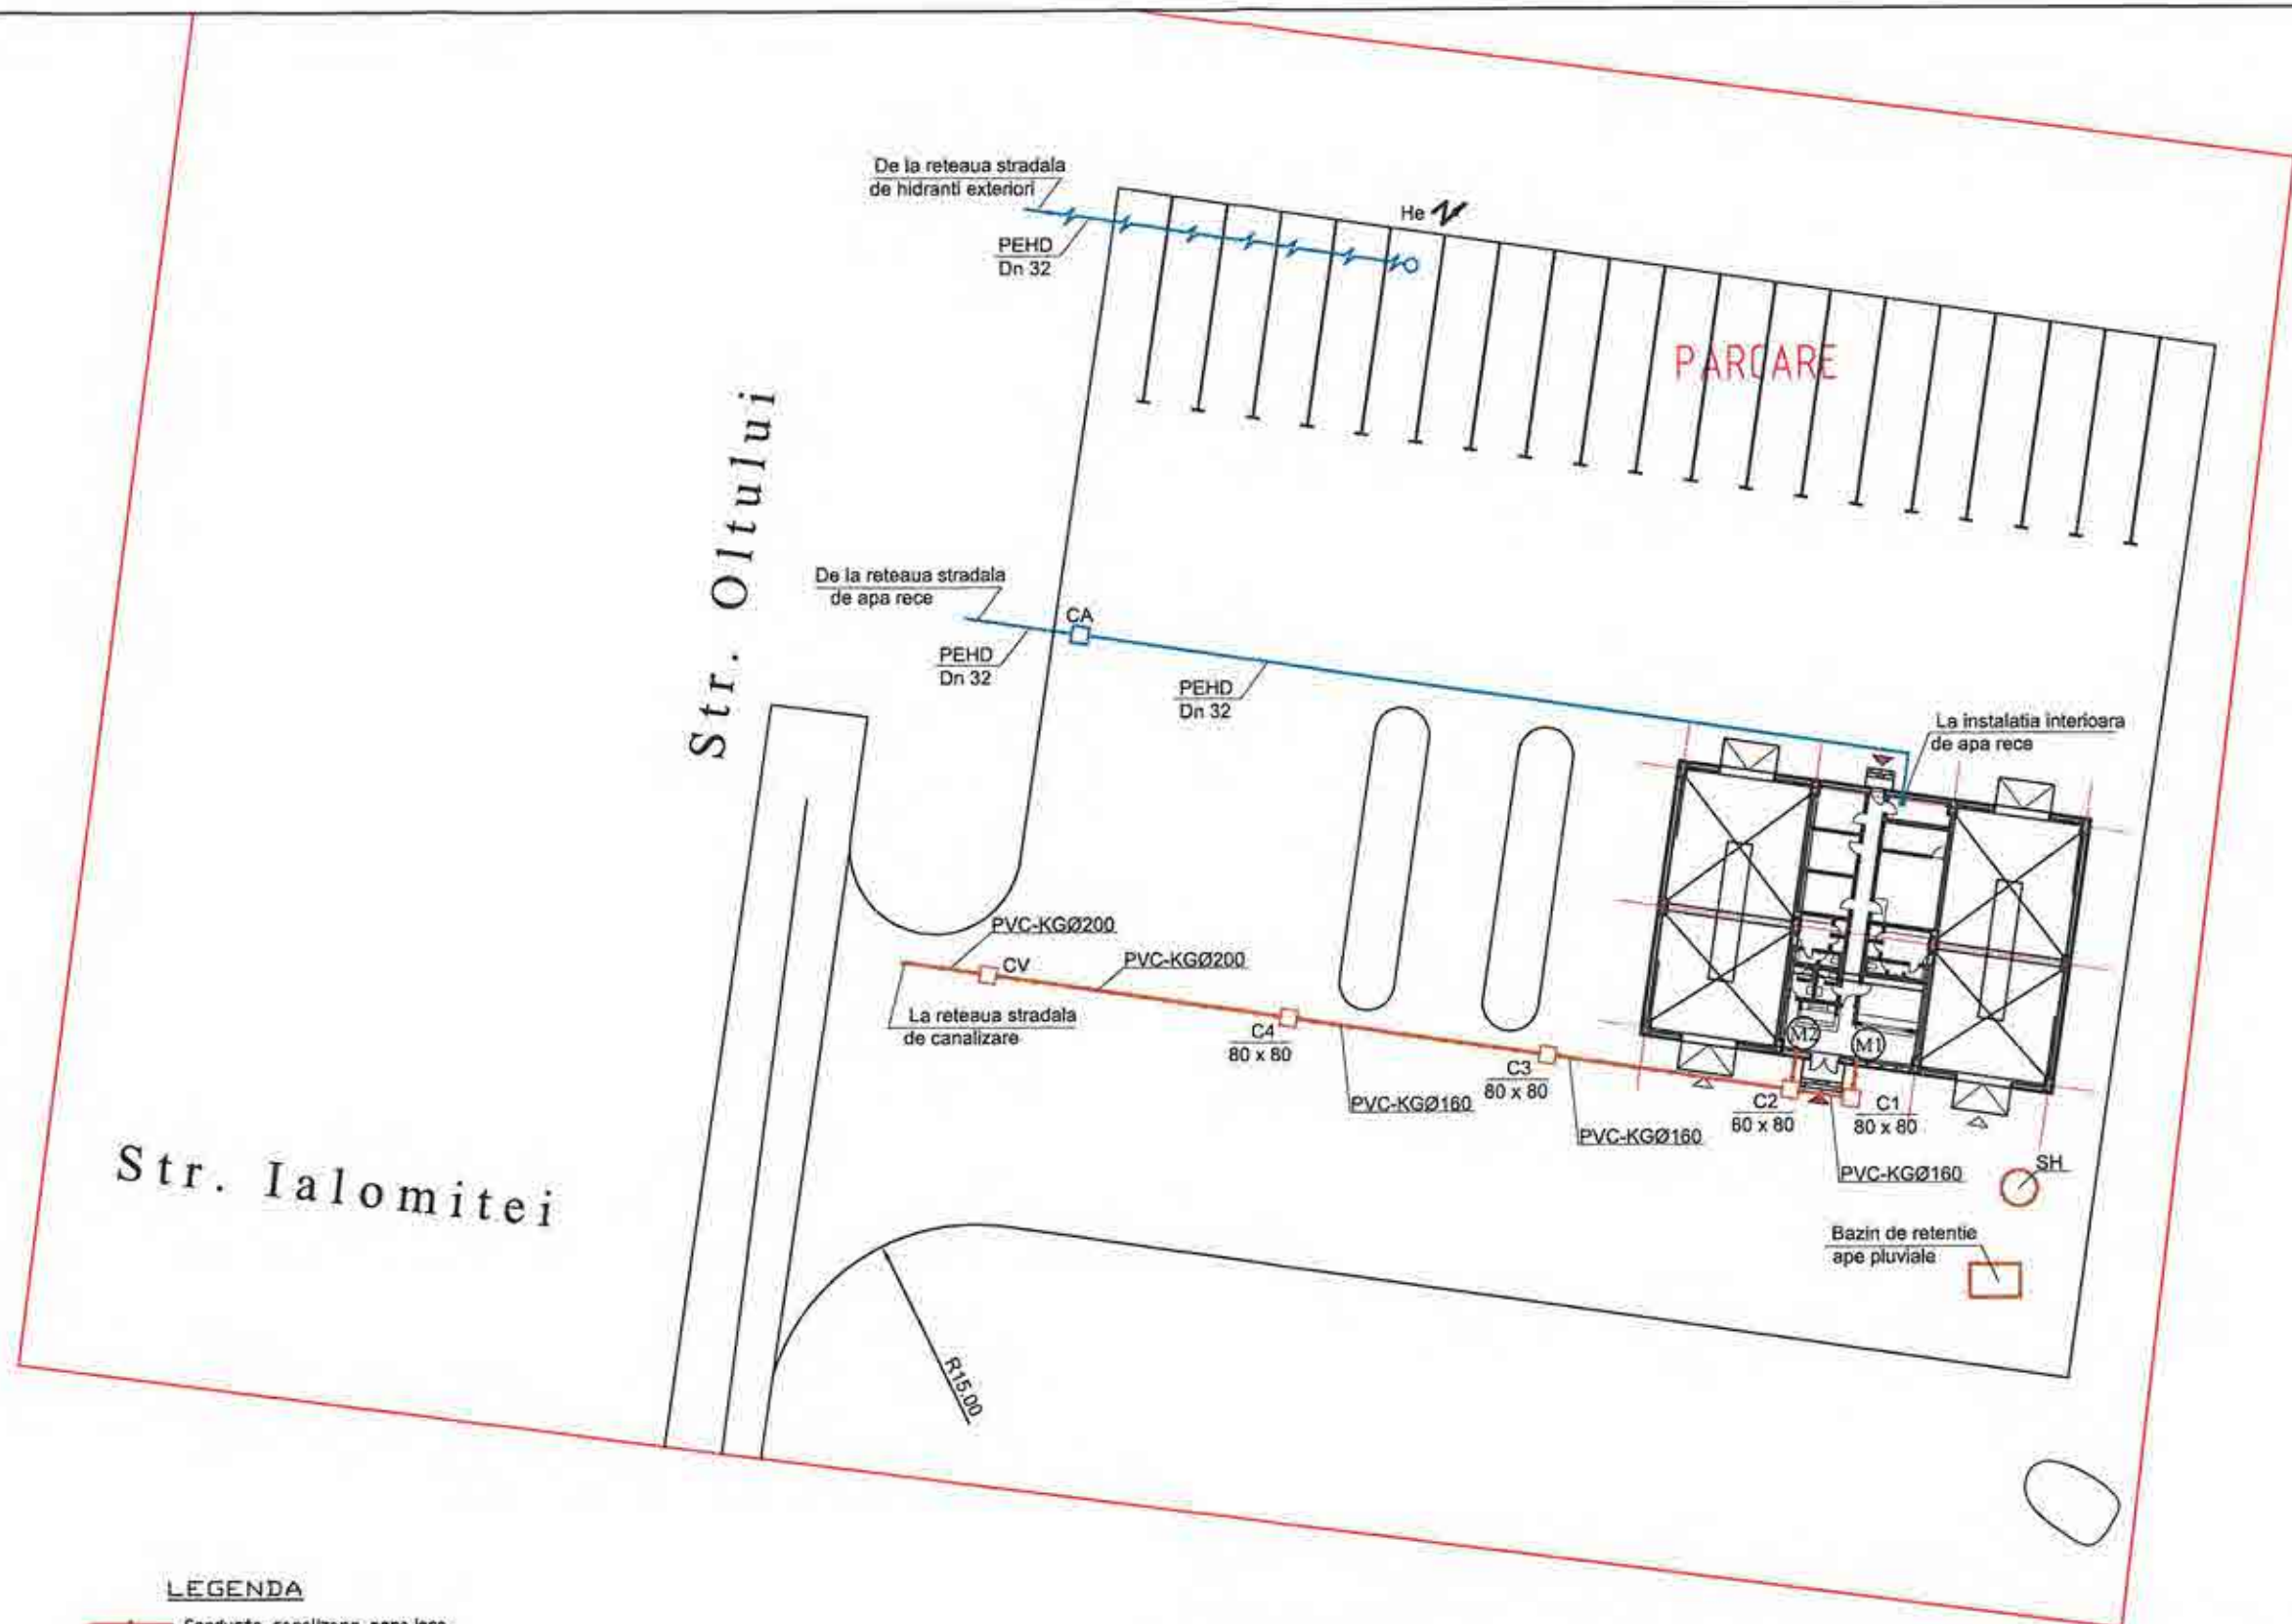 De la reteaua stradala
de hidranti exteriori
PEHD
Dn 32
He
PARCARE
Str. Oltului
De la reteaua stradala
de apa rece
CA
PEHD
Dn 32
PEHD
Dn 32
La instalatia interioara
de apa rece
PVC-KGØ200
CV
PVC-KGØ200
La reteaua stradala
de canalizare
C4
80 x 80
C3
80 x 80
PVC-KGØ160
PVC-KGØ160
M2
M1
C2
60 x 80
C1
80 x 80
PVC-KGØ160
SH
Bazin de retentie
ape pluviale
Str. Ialomitei
R15.00
LEGENDA